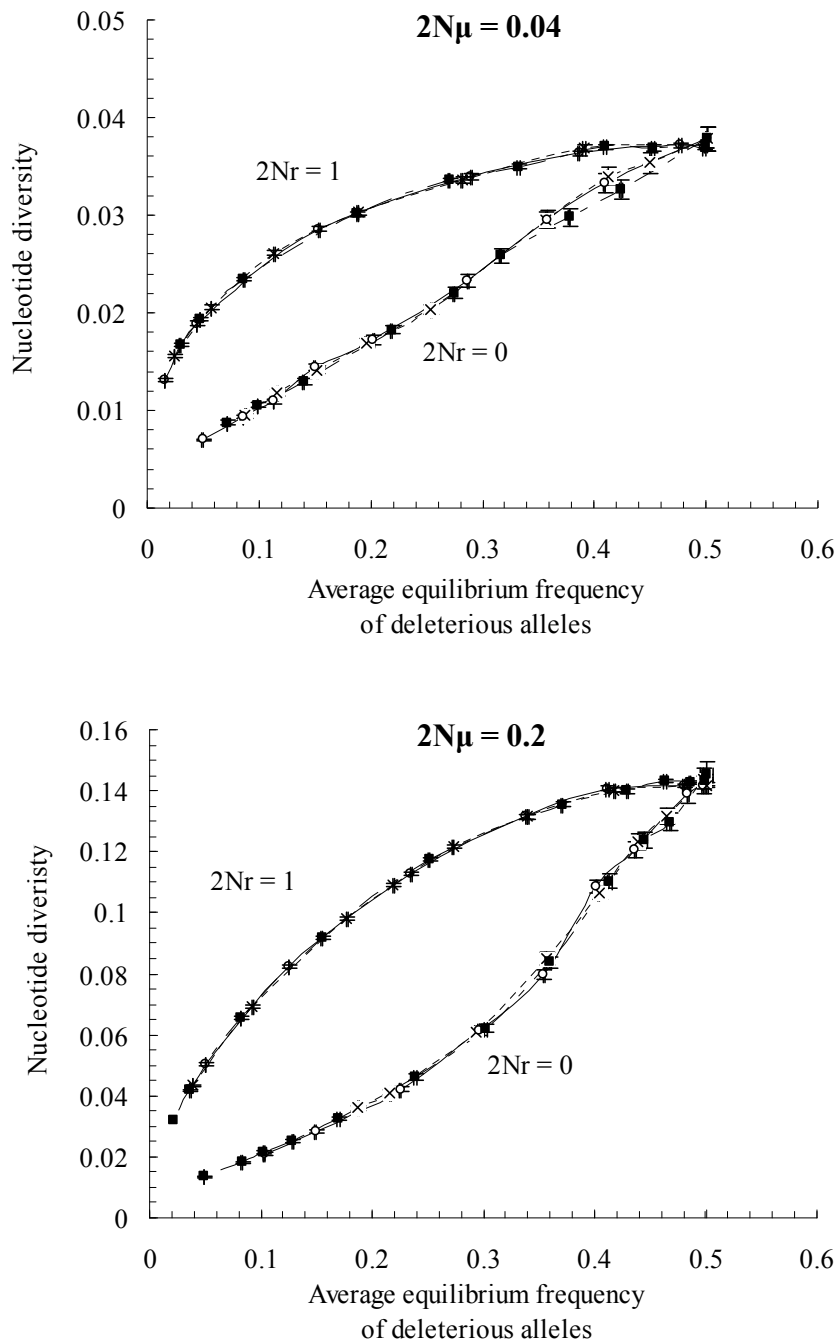 2Nμ = 0.04
0.05
0.04
0.03
0.02
0.01
0
Nucleotide diversity
2Nr = 1
2Nr = 0
0 0.1 0.2 0.3 0.4 0.5 0.6
Average equilibrium frequency
of deleterious alleles
2Nμ = 0.2
0.16
0.14
0.12
0.1
0.08
0.06
0.04
0.02
0
Nucleotide diveristy
2Nr = 1
2Nr = 0
0 0.1 0.2 0.3 0.4 0.5 0.6
Average equilibrium frequency
of deleterious alleles